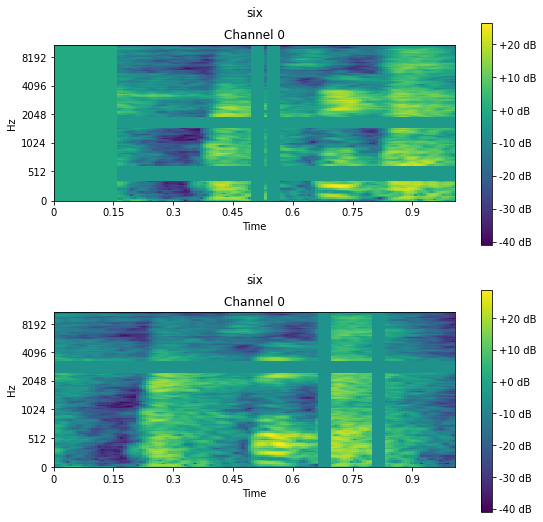 six
Channel 0
+20 dB
+10 dB
+0 dB
-10 dB
-20 dB
-30 dB
-40 dB
8192
4096
2048
1024
512
0
Hz
0 0.15 0.3 0.45 0.6 0.75 0.9
Time
six
Channel 0
+20 dB
+10 dB
+0 dB
-10 dB
-20 dB
-30 dB
-40 dB
8192
4096
2048
1024
512
0
Hz
0 0.15 0.3 0.45 0.6 0.75 0.9
Time